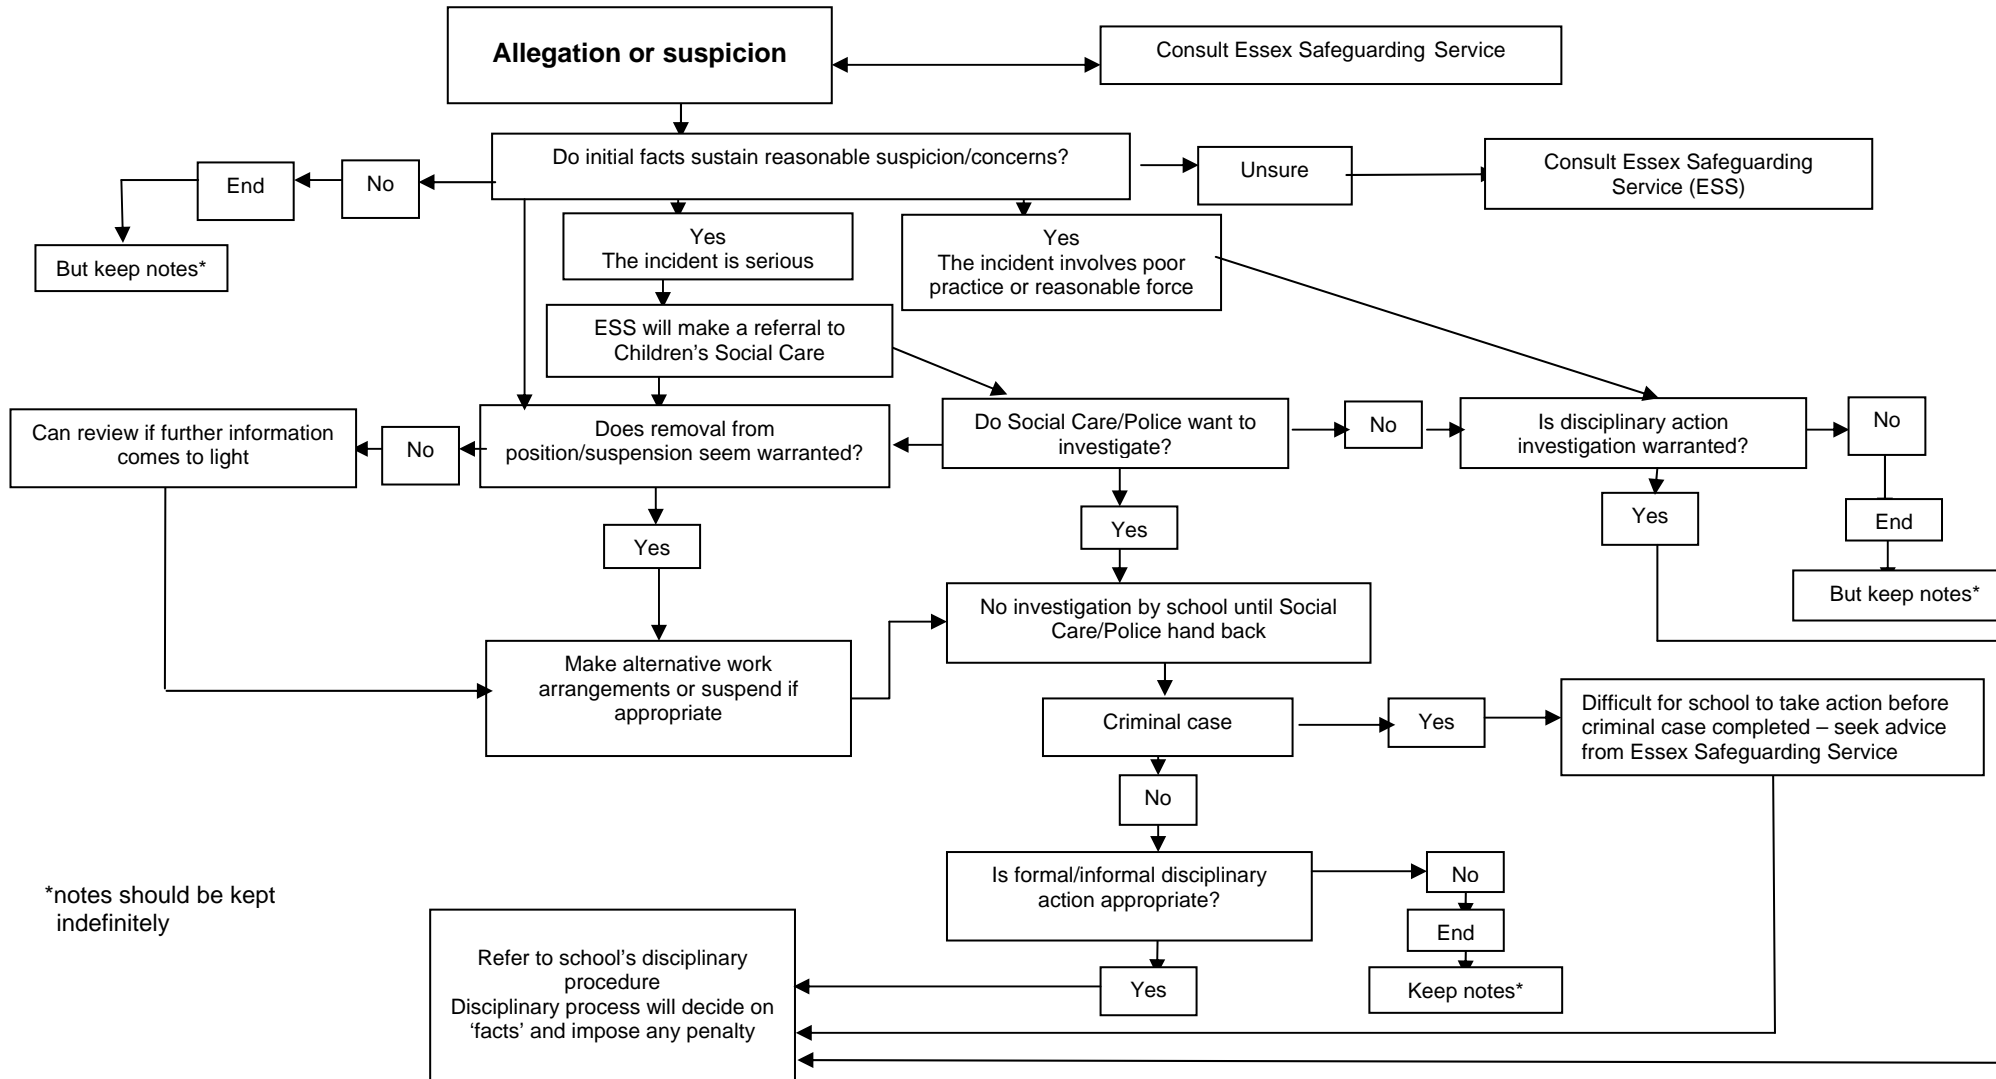 Allegation or suspicion
Consult Essex Safeguarding Service
Do initial facts sustain reasonable suspicion/concerns?
Unsure
Consult Essex Safeguarding
Service (ESS)
No
End
But keep notes*
Yes
The incident is serious
Yes
The incident involves poor
practice or reasonable force
ESS will make a referral to
Children’s Social Care
Can review if further information
comes to light
No
Does removal from
position/suspension seem warranted?
Do Social Care/Police want to
investigate?
No
Is disciplinary action
investigation warranted?
No
Yes
Yes
Yes
End
But keep notes*
No investigation by school until Social
Care/Police hand back
Make alternative work
arrangements or suspend if
appropriate
Criminal case
Yes
Difficult for school to take action before
criminal case completed – seek advice
from Essex Safeguarding Service
No
Is formal/informal disciplinary
action appropriate?
No
End
Keep notes*
Yes
*notes should be kept
indefinitely
Refer to school’s disciplinary
procedure
Disciplinary process will decide on
‘facts’ and impose any penalty